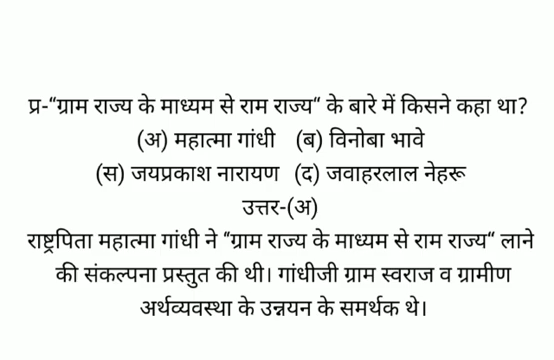 प्र-“ग्राम राज्य के माध्यम से राम राज्य“ के बारे में किसने कहा था?
(अ) महात्मा गांधी (ब) विनोबा भावे
(स) जयप्रकाश नारायण (द) जवाहरलाल नेहरू
उत्तर-(अ)
राष्ट्रपिता महात्मा गांधी ने “ग्राम राज्य के माध्यम से राम राज्य“ लाने
की संकल्पना प्रस्तुत की थी। गांधीजी ग्राम स्वराज व ग्रामीण
अर्थव्यवस्था के उन्नयन के समर्थक थे।